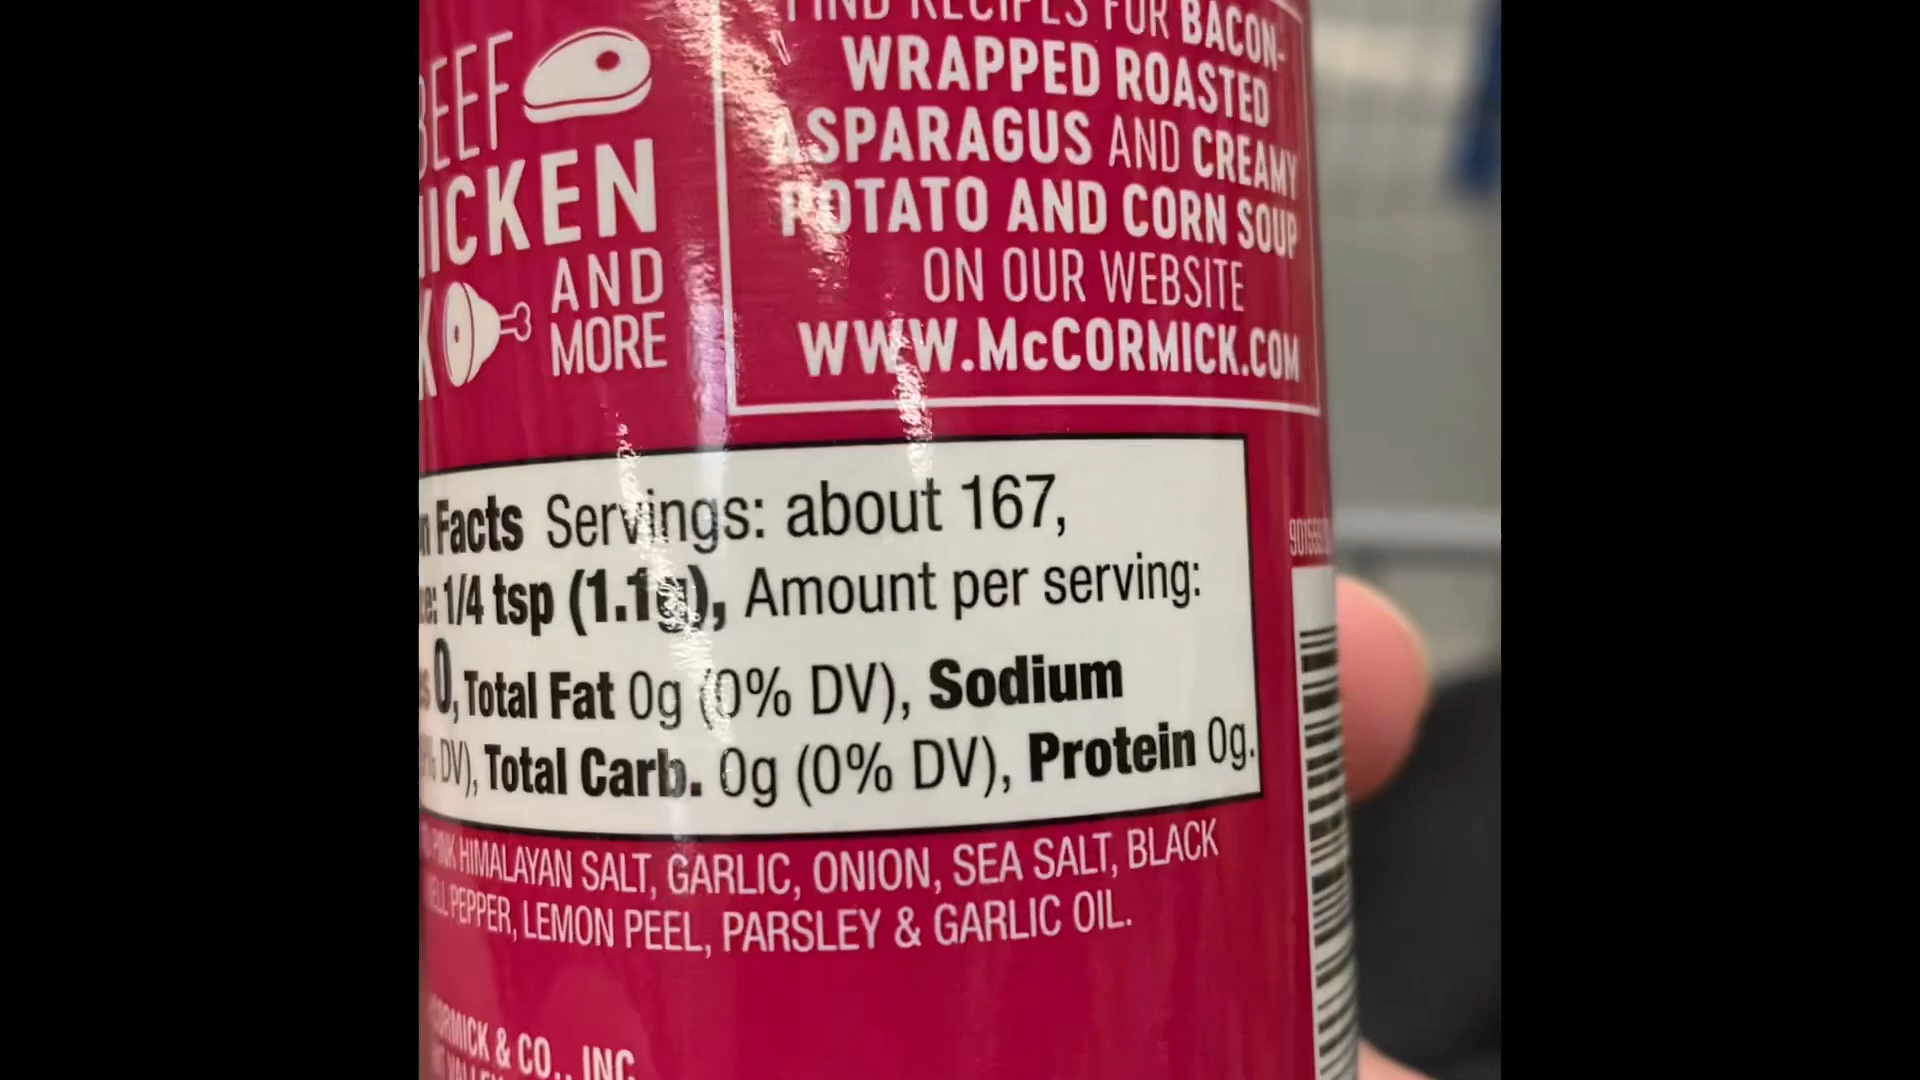 BEEF
FIND RECIPES FOR BACON-
WRAPPED ROASTED
ASPARAGUS AND CREAMY
POTATO AND CORN SOUP
ON OUR WEBSITE
WWW.McCORMICK.COM
AND
MORE
Facts Servings: about 167,
1/4 tsp (1.1g), Amount per serving:
0, Total Fat 0g (0% DV), Sodium
DV), Total Carb. 0g (0% DV), Protein 0g.
PINK HIMALAYAN SALT, GARLIC, ONION, SEA SALT, BLACK
PEPPER, LEMON PEEL, PARSLEY & GARLIC OIL.
& CO., INC.